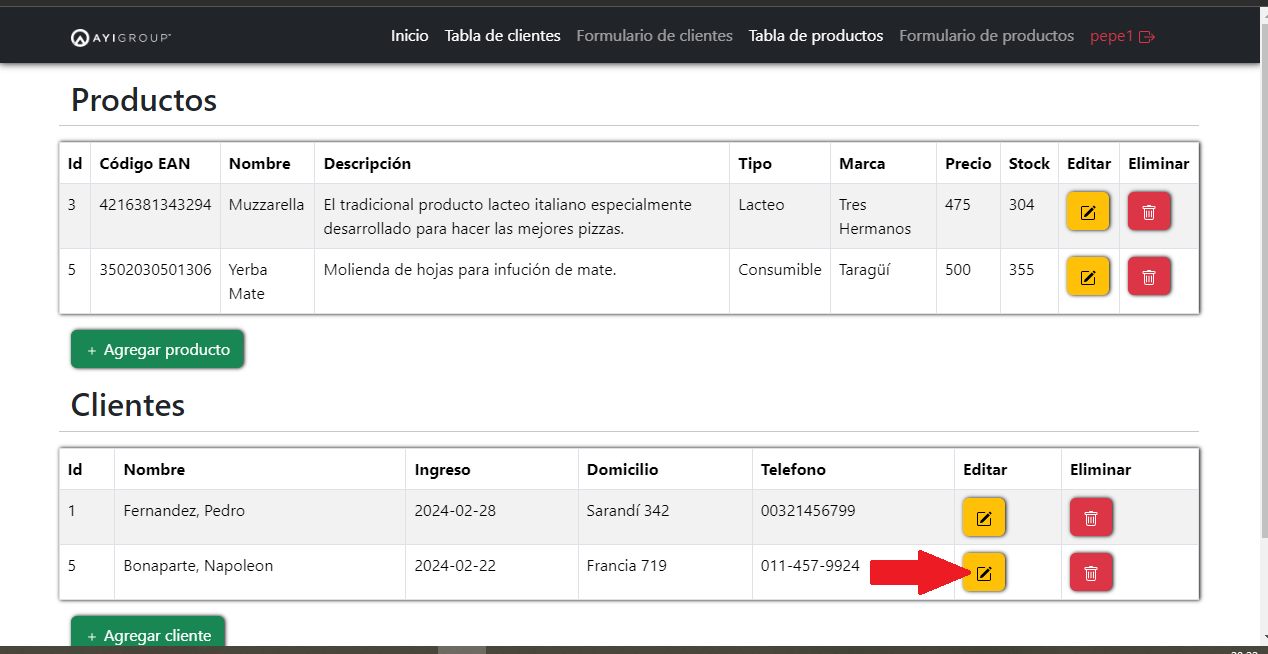 AYIGROUP
Inicio Tabla de clientes Formulario de clientes Tabla de productos Formulario de productos pepe1
Productos
Id Código EAN Nombre Descripción Tipo Marca Precio Stock Editar Eliminar
3 4216381343294 Muzzarella El tradicional producto lacteo italiano especialmente Lacteo Tres 475 304
desarrollado para hacer las mejores pizzas. Hermanos
5 3502030501306 Yerba Molienda de hojas para infución de mate. Consumible Taragüí 500 355
Mate
+ Agregar producto
Clientes
Id Nombre Ingreso Domicilio Telefono Editar Eliminar
1 Fernandez, Pedro 2024-02-28 Sarandí 342 00321456799
5 Bonaparte, Napoleon 2024-02-22 Francia 719 011-457-9924
+ Agregar cliente